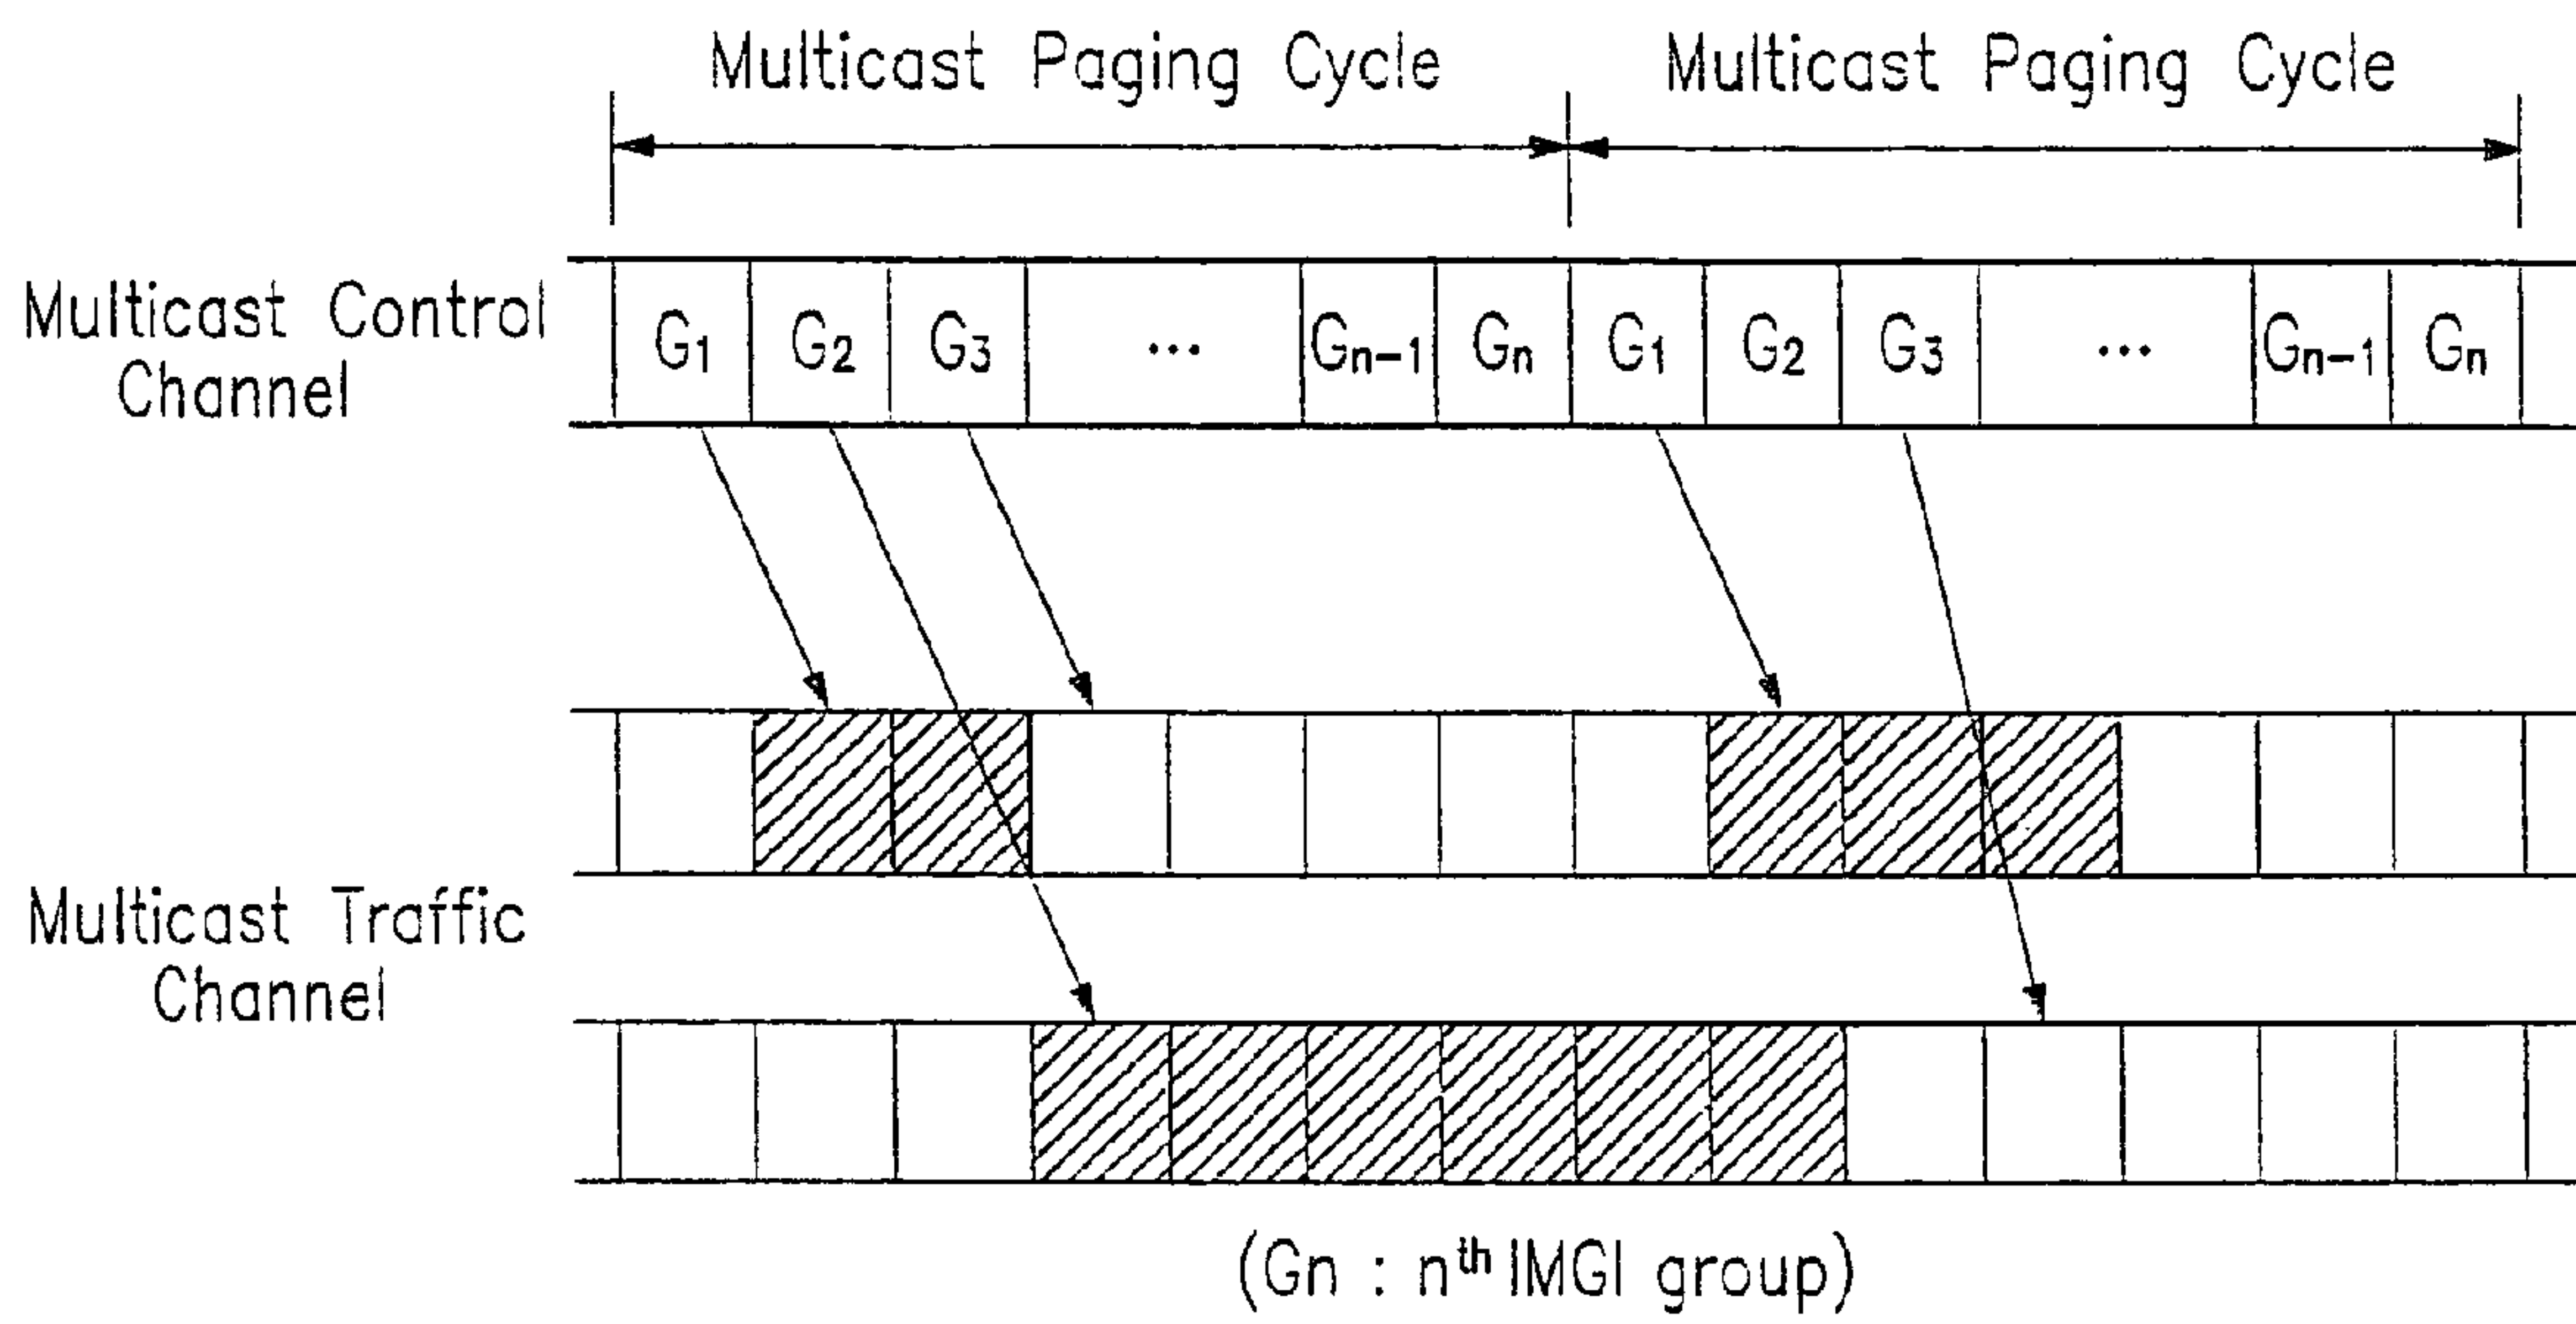 Multicast Paging Cycle Multicast Paging Cycle
Multicast Control
Channel
G1 G2 G3 ... Gn-1 Gn G1 G2 G3 ... Gn-1 Gn
Multicast Traffic
Channel
(Gn : nth IMGI group)